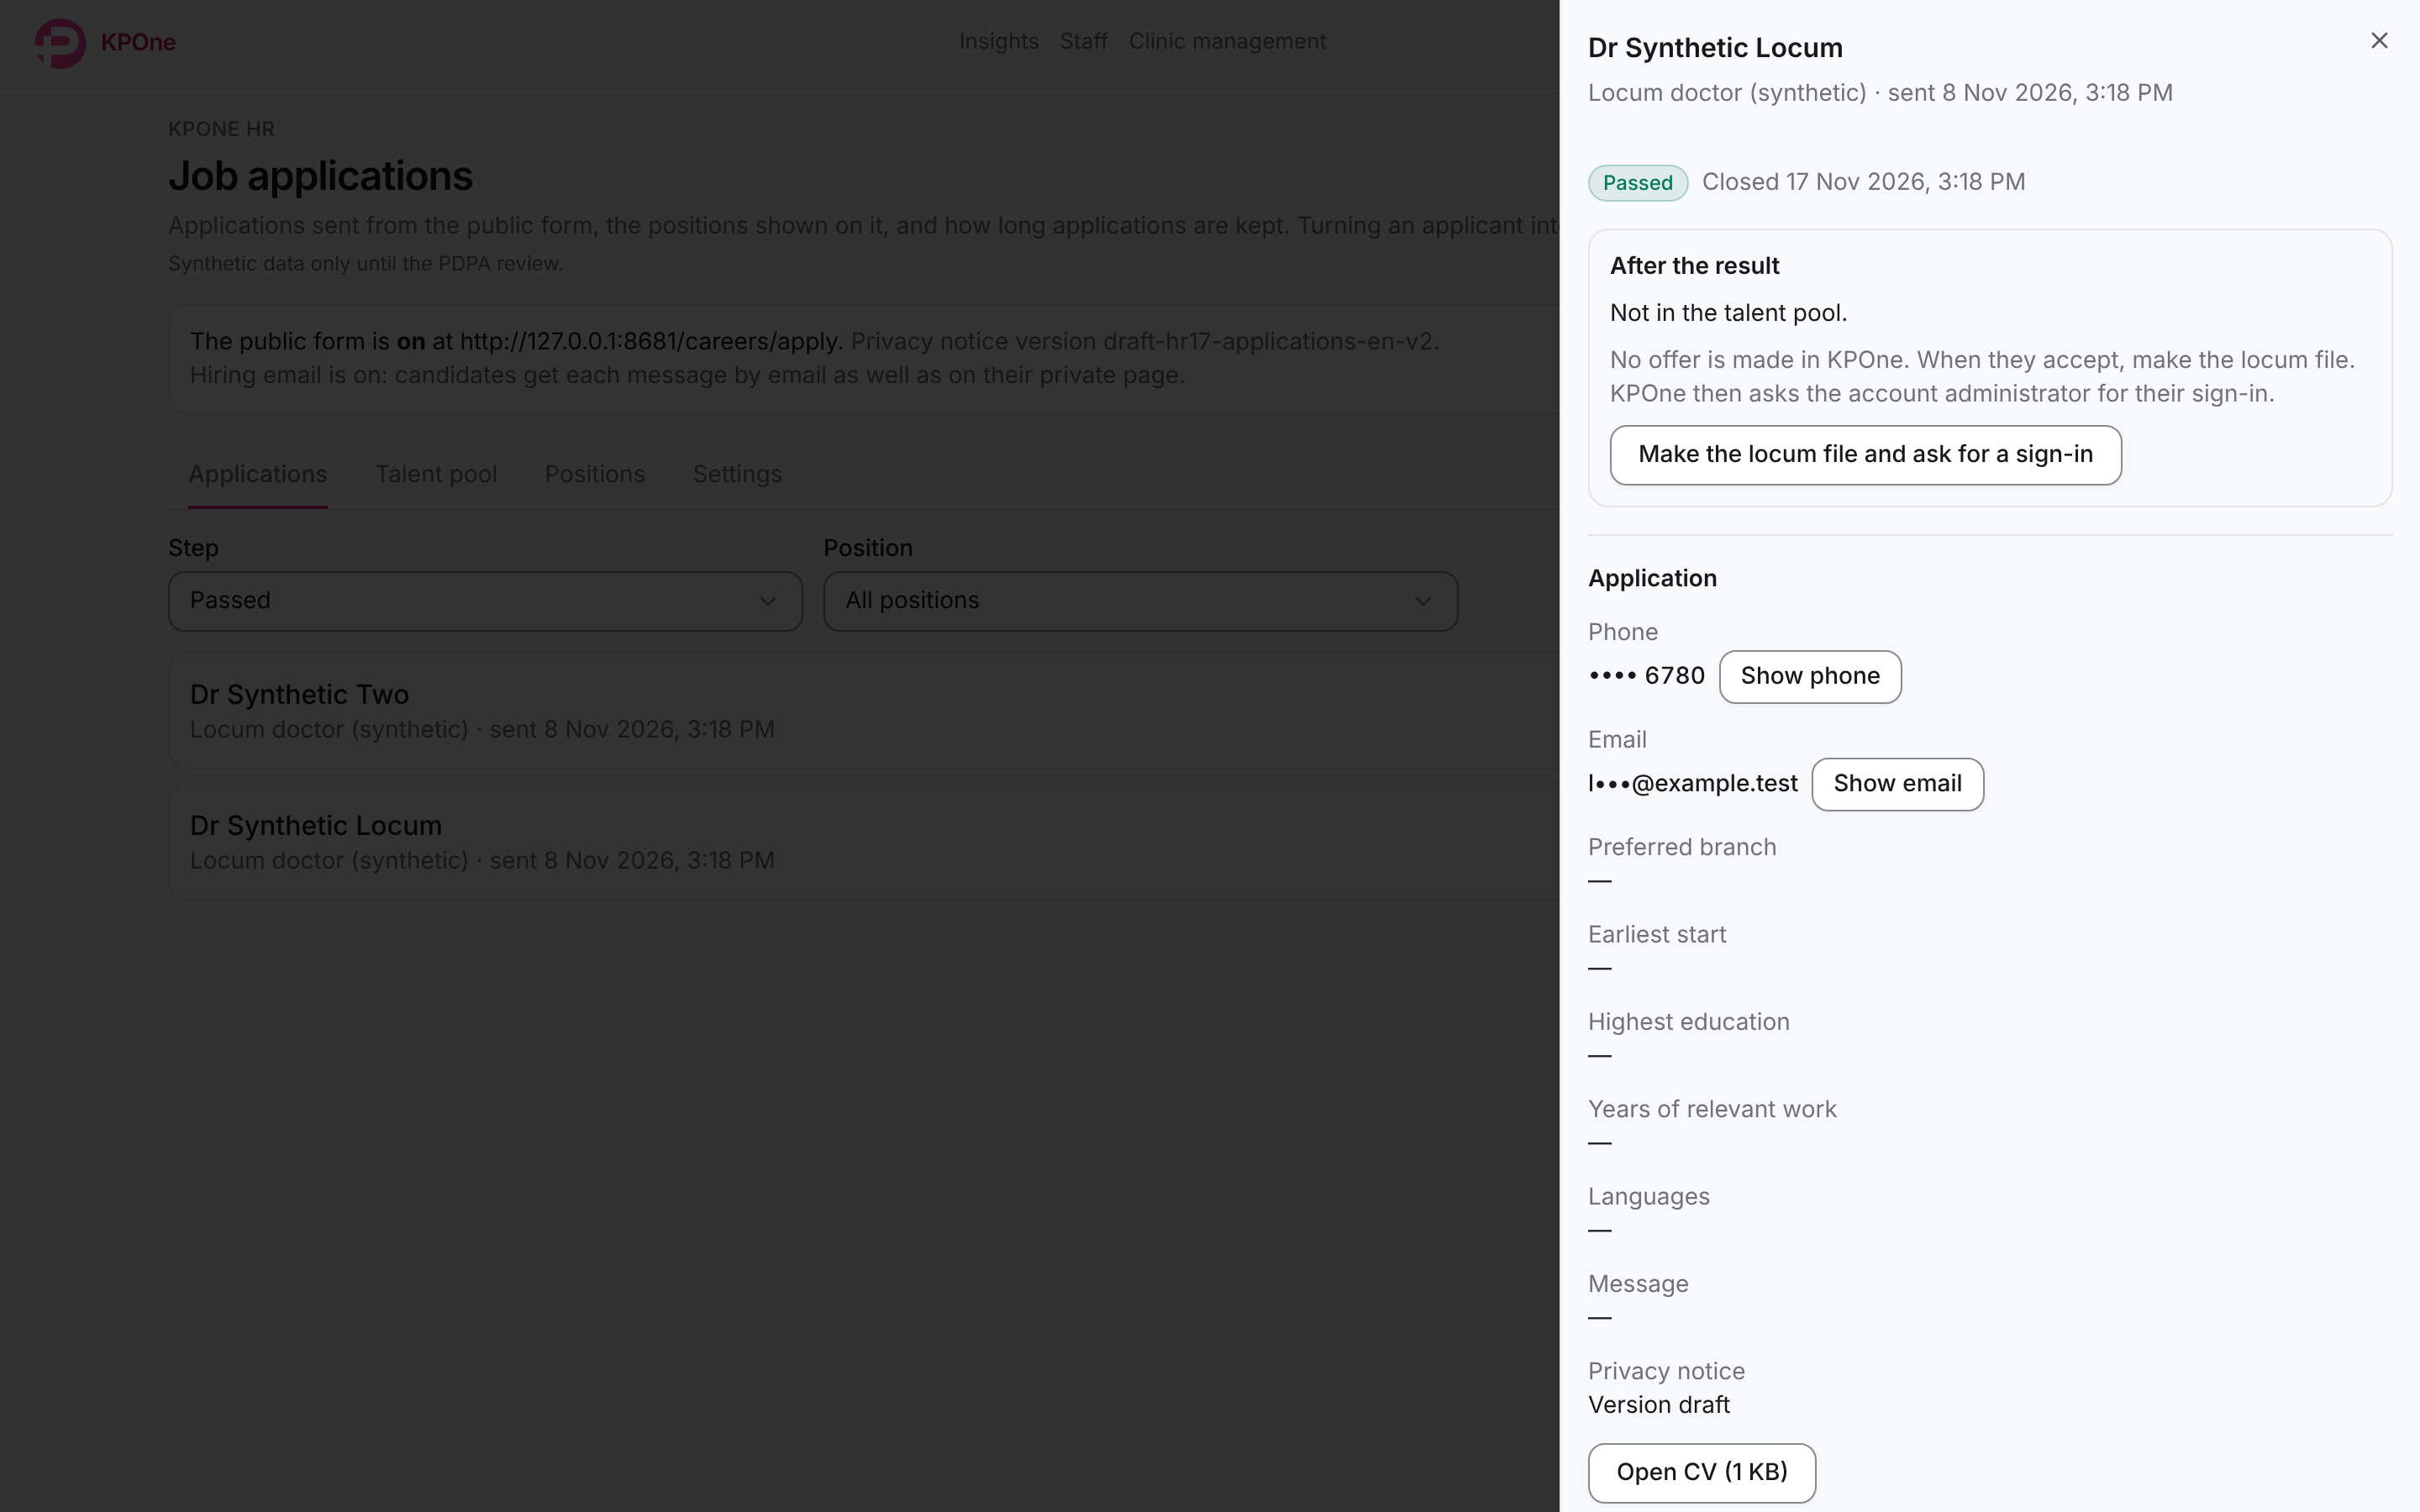 KPOne
Insights Staff Clinic management
KPONE HR
Job applications
Applications sent from the public form, the positions shown on it, and how long applications are kept. Turning an applicant
Synthetic data only until the PDPA review.
The public form is on at http://127.0.0.1:8681/careers/apply. Privacy notice version draft-hr17-applications-en-v2.
Hiring email is on: candidates get each message by email as well as on their private page.
Applications Talent pool Positions Settings
Step
Passed
Position
All positions
Dr Synthetic Two
Locum doctor (synthetic) · sent 8 Nov 2026, 3:18 PM
Dr Synthetic Locum
Locum doctor (synthetic) · sent 8 Nov 2026, 3:18 PM
Dr Synthetic Locum
Locum doctor (synthetic) · sent 8 Nov 2026, 3:18 PM
Passed Closed 17 Nov 2026, 3:18 PM
After the result
Not in the talent pool.
No offer is made in KPOne. When they accept, make the locum file.
KPOne then asks the account administrator for their sign-in.
Make the locum file and ask for a sign-in
Application
Phone
•••• 6780 Show phone
Email
l•••@example.test Show email
Preferred branch
—
Earliest start
—
Highest education
—
Years of relevant work
—
Languages
—
Message
—
Privacy notice
Version draft
Open CV (1 KB)